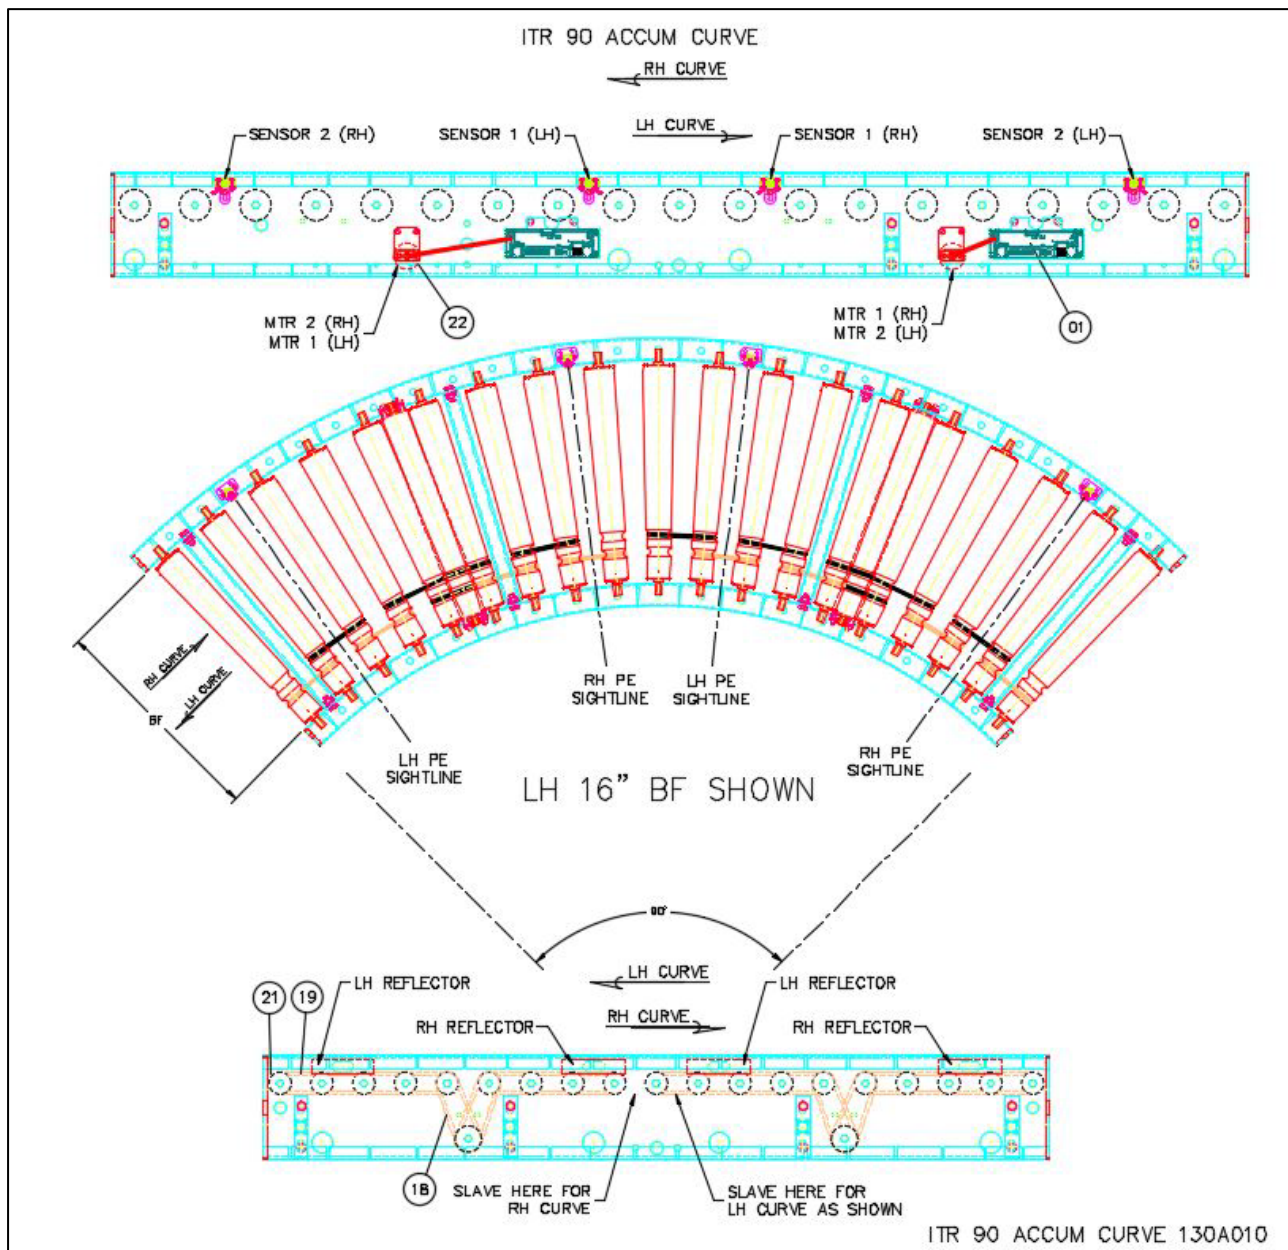 ITR 90 ACCUM CURVE
RH CURVE
LH CURVE
SENSOR 2 (RH)
SENSOR 1 (LH)
SENSOR 1 (RH)
SENSOR 2 (LH)
MTR 2 (RH)
MTR 1 (LH)
22
MTR 1 (RH)
MTR 2 (LH)
01
RH CURVE
LH CURVE
BF
RH PE
SIGHTLINE
LH PE
SIGHTLINE
LH PE
SIGHTLINE
RH PE
SIGHTLINE
LH 16" BF SHOWN
90°
LH CURVE
RH CURVE
21
19
LH REFLECTOR
RH REFLECTOR
LH REFLECTOR
RH REFLECTOR
18
SLAVE HERE FOR
RH CURVE
SLAVE HERE FOR
LH CURVE AS SHOWN
ITR 90 ACCUM CURVE 130A010